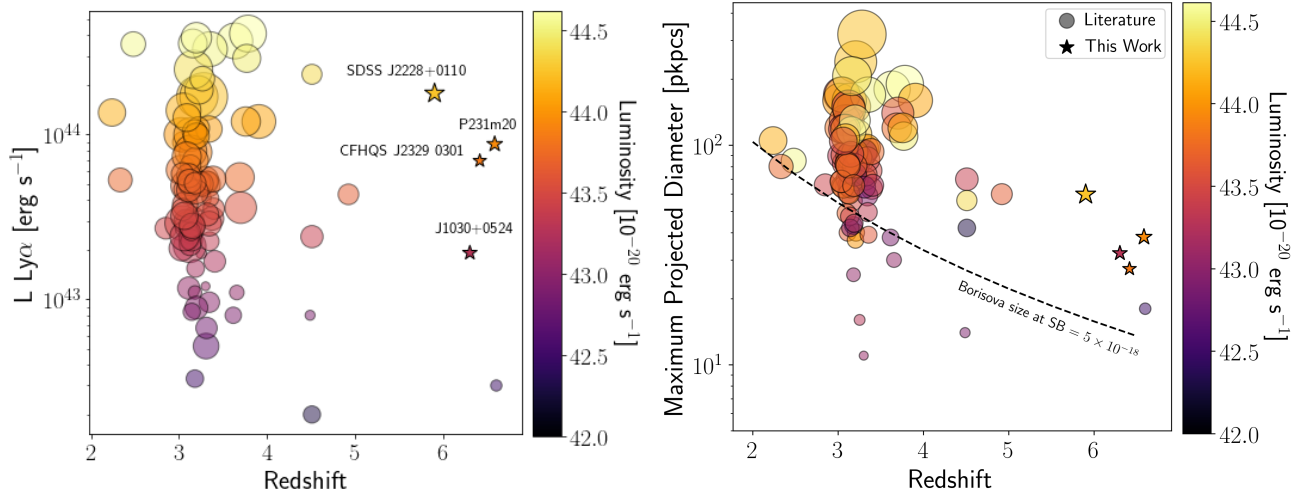 L Lyα [erg s⁻¹]
10¹⁴⁴
10⁴³
SDSS J2228+0110
P231m20
CFHQS J2329 0301
J1030+0524
2 3 4 5 6
Redshift
44.5
44.0
43.5
43.0
42.5
42.0
Luminosity [10⁻²⁰ erg s⁻¹]
Maximum Projected Diameter [pkpcs]
10²
10¹
Literature
This Work
Borisova size at SB = 5 × 10⁻¹⁸
2 3 4 5 6
Redshift
44.5
44.0
43.5
43.0
42.5
42.0
Luminosity [10⁻²⁰ erg s⁻¹]